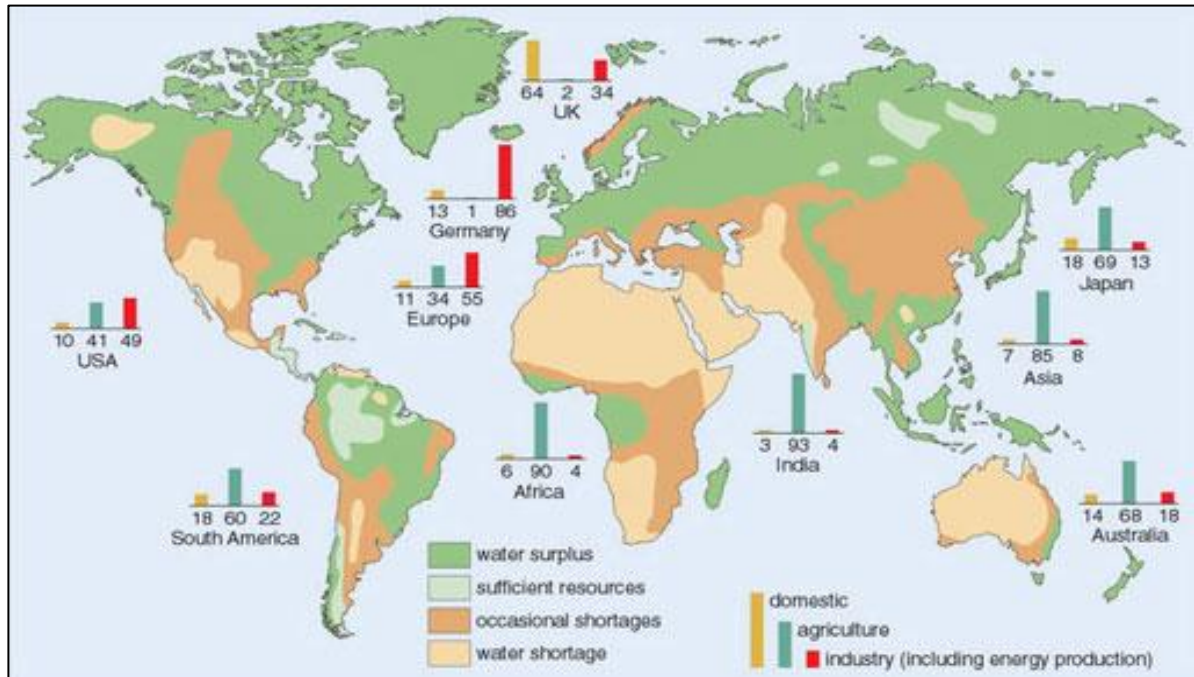 64 2 34
UK
13 1 86
Germany
11 34 55
Europe
10 41 49
USA
18 69 13
Japan
7 85 8
Asia
3 93 4
India
6 90 4
Africa
18 60 22
South America
14 68 18
Australia
water surplus
sufficient resources
occasional shortages
water shortage
domestic
agriculture
industry (including energy production)